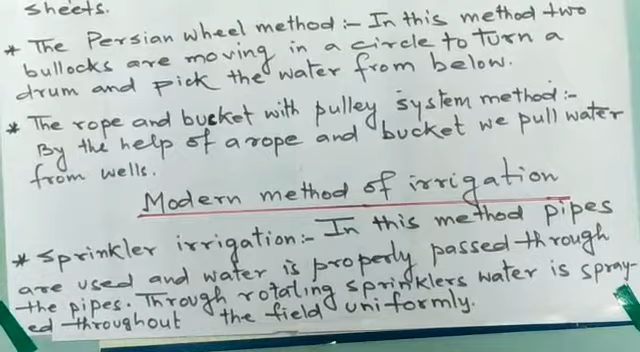 sheets.
* The Persian wheel method:- In this method two
bullocks are moving in a circle to turn a
drum and pick the water from below.
* The rope and bucket with pulley system method:-
By the help of a rope and bucket we pull water
from wells.
Modern method of irrigation
* Sprinkler irrigation:- In this method pipes
are used and water is properly passed through
the pipes. Through rotating sprinklers water is spray-
ed throughout the field uniformly.